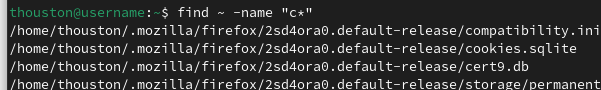 thouston@username:~$ find ~ -name "c*"
/home/thouston/.mozilla/firefox/2sd4ora0.default-release/compatibility.ini
/home/thouston/.mozilla/firefox/2sd4ora0.default-release/cookies.sqlite
/home/thouston/.mozilla/firefox/2sd4ora0.default-release/cert9.db
/home/thouston/.mozilla/firefox/2sd4ora0.default-release/storage/permanent